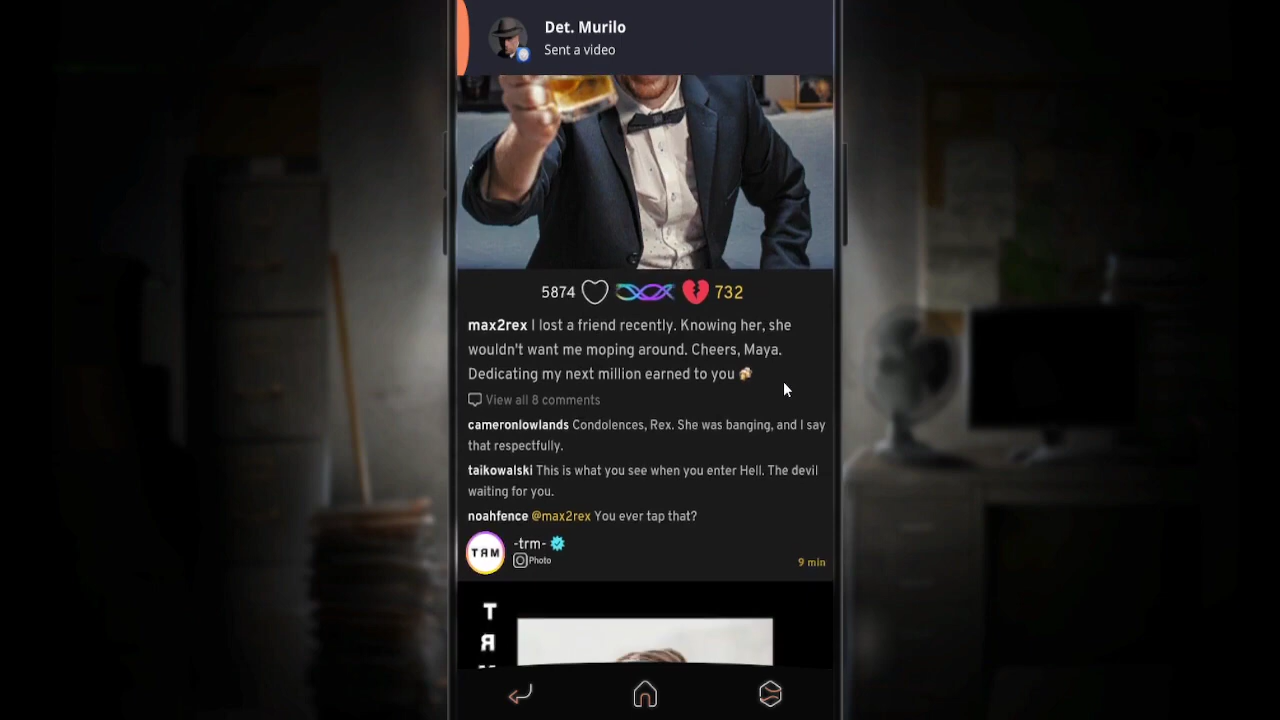 Det. Murilo
Sent a video
5874 732
max2rex I lost a friend recently. Knowing her, she
wouldn't want me moping around. Cheers, Maya.
Dedicating my next million earned to you 🍻
View all 8 comments
cameronlowlands Condolences, Rex. She was banging, and I say
that respectfully.
taikowalski This is what you see when you enter Hell. The devil
waiting for you.
noahfence @max2rex You ever tap that?
TЯM
-trm-
Photo
9 min
T
Я